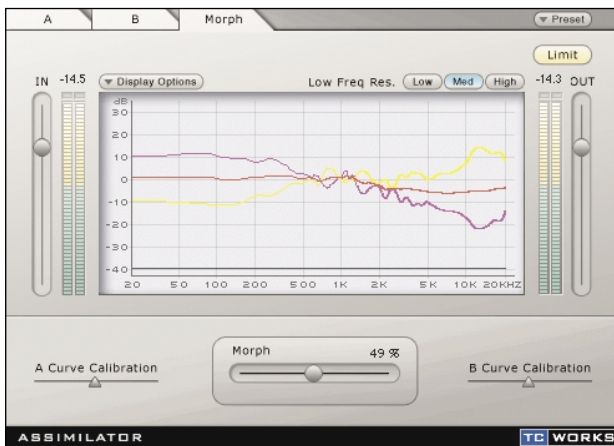 A B Morph Preset
Limit
IN -14.5 Display Options Low Freq Res. Low Med High -14.3 OUT
dB
30
20
10
0
-10
-20
-30
-40
20 50 100 200 500 1K 2K 5K 10K 20KHZ
Morph 49 %
A Curve Calibration B Curve Calibration
ASSIMILATOR TC WORKS